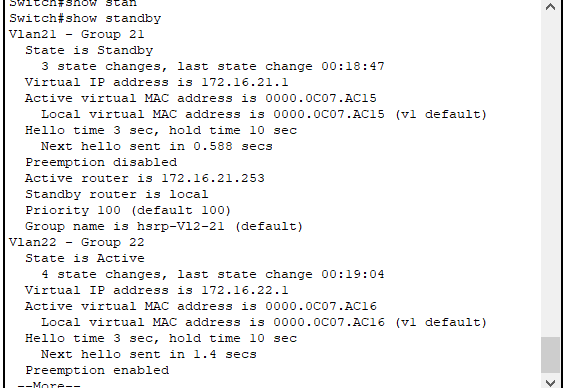 Switch#show stan
Switch#show standby
Vlan21 - Group 21
State is Standby
3 state changes, last state change 00:18:47
Virtual IP address is 172.16.21.1
Active virtual MAC address is 0000.0C07.AC15
Local virtual MAC address is 0000.0C07.AC15 (v1 default)
Hello time 3 sec, hold time 10 sec
Next hello sent in 0.588 secs
Preemption disabled
Active router is 172.16.21.253
Standby router is local
Priority 100 (default 100)
Group name is hsrp-Vl2-21 (default)
Vlan22 - Group 22
State is Active
4 state changes, last state change 00:19:04
Virtual IP address is 172.16.22.1
Active virtual MAC address is 0000.0C07.AC16
Local virtual MAC address is 0000.0C07.AC16 (v1 default)
Hello time 3 sec, hold time 10 sec
Next hello sent in 1.4 secs
Preemption enabled
--More--